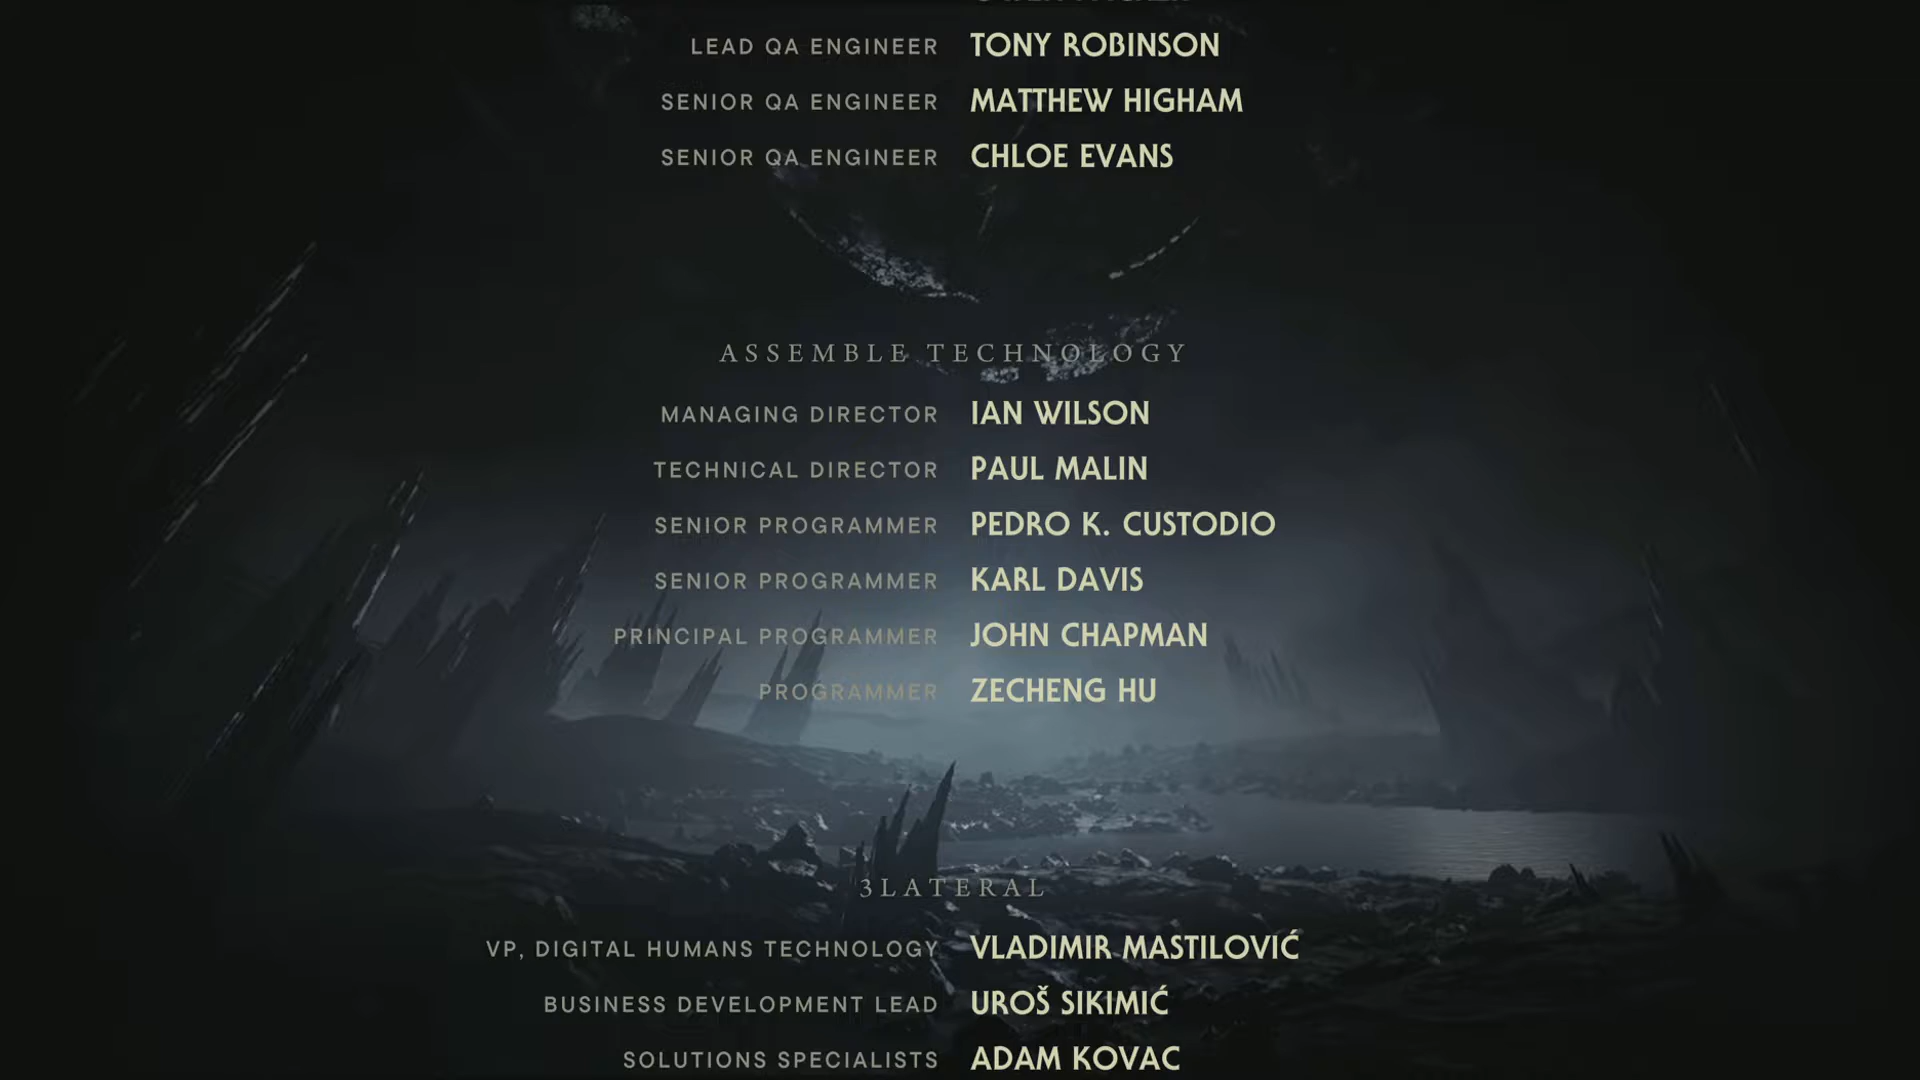 LEAD QA ENGINEER TONY ROBINSON
SENIOR QA ENGINEER MATTHEW HIGHAM
SENIOR QA ENGINEER CHLOE EVANS
ASSEMBLE TECHNOLOGY
MANAGING DIRECTOR IAN WILSON
TECHNICAL DIRECTOR PAUL MALIN
SENIOR PROGRAMMER PEDRO K. CUSTODIO
SENIOR PROGRAMMER KARL DAVIS
PRINCIPAL PROGRAMMER JOHN CHAPMAN
PROGRAMMER ZECHENG HU
3LATERAL
VP, DIGITAL HUMANS TECHNOLOGY VLADIMIR MASTILOVIĆ
BUSINESS DEVELOPMENT LEAD UROŠ SIKIMIĆ
SOLUTIONS SPECIALISTS ADAM KOVAC